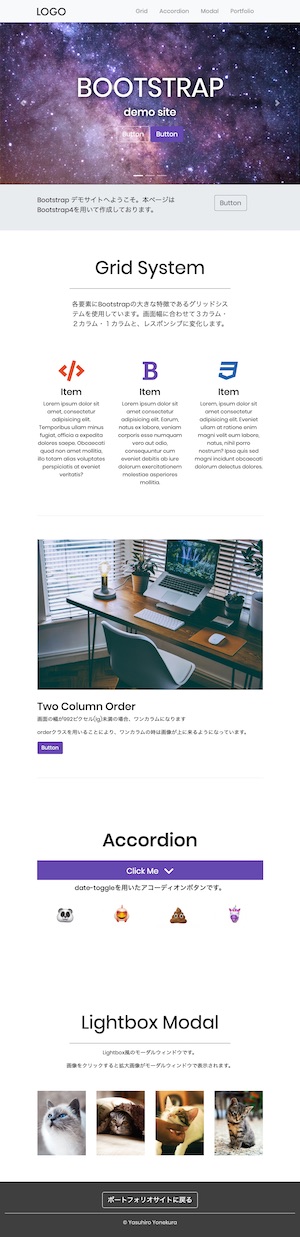 LOGO
Grid Accordion Modal Portfolio
BOOTSTRAP
demo site
Button Button
Bootstrap デモサイトへようこそ。本ページは
Bootstrap4を用いて作成しております。
Button
Grid System
各要素にBootstrapの大きな特徴であるグリッドシス
テムを使用しています。画面幅に合わせて３カラム・
２カラム・１カラムと、レスポンシブに変化します。
Item
Lorem ipsum dolor sit
amet, consectetur
adipisicing elit.
Temporibus ullam minus
fugiat, officia a expedita
dolores saepe. Obcaecati
quod non amet mollitia,
illo totam alias voluptates
perspiciatis at eveniet
veritatis?
Item
Lorem ipsum dolor sit
amet consectetur
adipisicing elit. Earum,
natus ex labore, veniam
corporis esse numquam
vero aut odio,
consequuntur cum
eveniet debitis ab iure
dolorum exercitationem
molestias asperiores
mollitia.
Item
Lorem, ipsum dolor sit
amet consectetur
adipisicing elit. Eveniet
ullam at ratione enim
magni velit eum labore,
natus, nihil porro
nostrum? Ipsa quis sed
magni incidunt obcaecati
dolorum delectus dolores.
Two Column Order
画面の幅が992ピクセル(lg)未満の場合、ワンカラムになります
orderクラスを用いることにより、ワンカラムの時は画像が上に来るようになっています。
Button
Accordion
Click Me
date-toggleを用いたアコーディオンボタンです。
Lightbox Modal
Lightbox風のモーダルウィンドウです。
画像をクリックすると拡大画像がモーダルウィンドウで表示されます。
ポートフォリオサイトに戻る
© Yasuhiro Yonekura